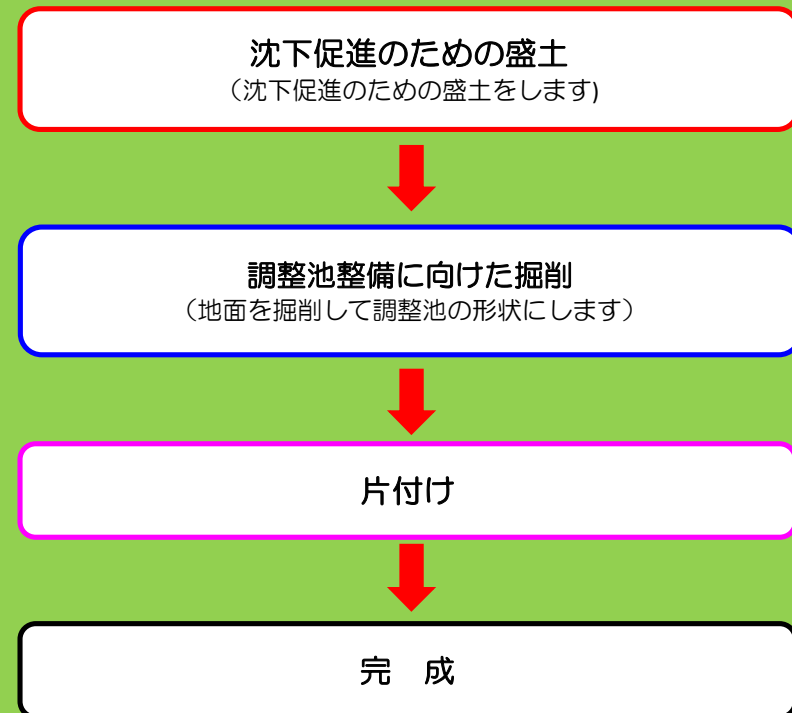 沈下促進のための盛土
（沈下促進のための盛土をします)
調整池整備に向けた掘削
（地面を掘削して調整池の形状にします）
片付け
完　成